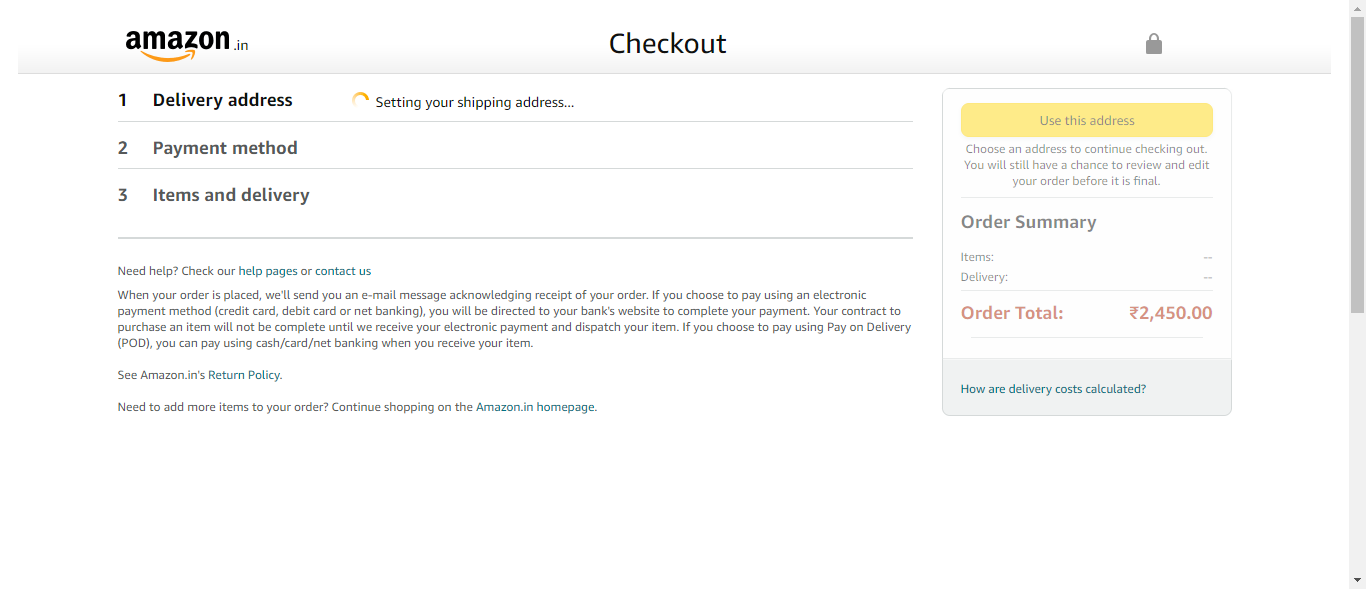 amazon.in
Checkout
1 Delivery address
Setting your shipping address...
2 Payment method
3 Items and delivery
Need help? Check our help pages or contact us
When your order is placed, we'll send you an e-mail message acknowledging receipt of your order. If you choose to pay using an electronic
payment method (credit card, debit card or net banking), you will be directed to your bank's website to complete your payment. Your contract to
purchase an item will not be complete until we receive your electronic payment and dispatch your item. If you choose to pay using Pay on Delivery
(POD), you can pay using cash/card/net banking when you receive your item.
See Amazon.in's Return Policy.
Need to add more items to your order? Continue shopping on the Amazon.in homepage.
Use this address
Choose an address to continue checking out.
You will still have a chance to review and edit
your order before it is final.
Order Summary
Items: --
Delivery: --
Order Total: ₹2,450.00
How are delivery costs calculated?